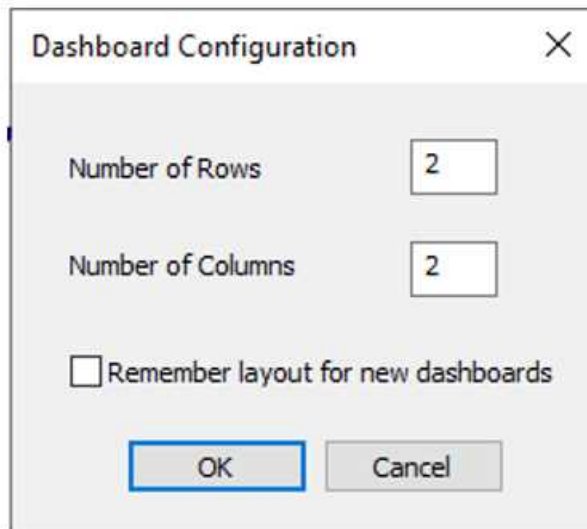 Dashboard Configuration
Number of Rows 2
Number of Columns 2
Remember layout for new dashboards
OK Cancel